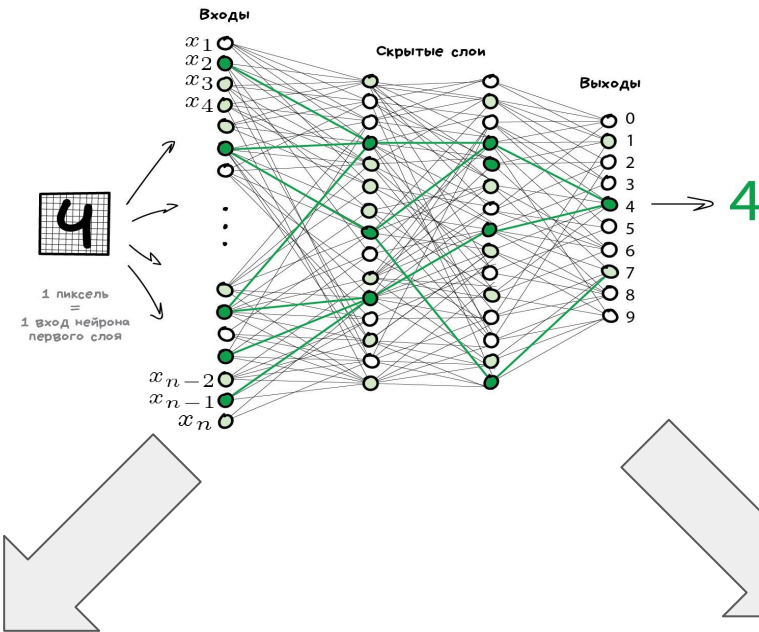 Входы
Скрытые слои
Выходы
x1
x2
x3
x4
4
1 пиксель
=
1 вход нейрона
первого слоя
xn−2
xn−1
xn
0
1
2
3
4
5
6
7
8
9
4